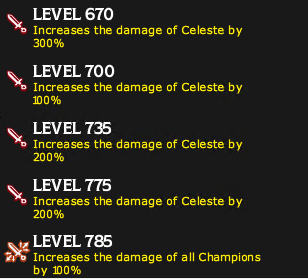 LEVEL 670
Increases the damage of Celeste by
300%
LEVEL 700
Increases the damage of Celeste by
100%
LEVEL 735
Increases the damage of Celeste by
200%
LEVEL 775
Increases the damage of Celeste by
200%
LEVEL 785
Increases the damage of all Champions
by 100%